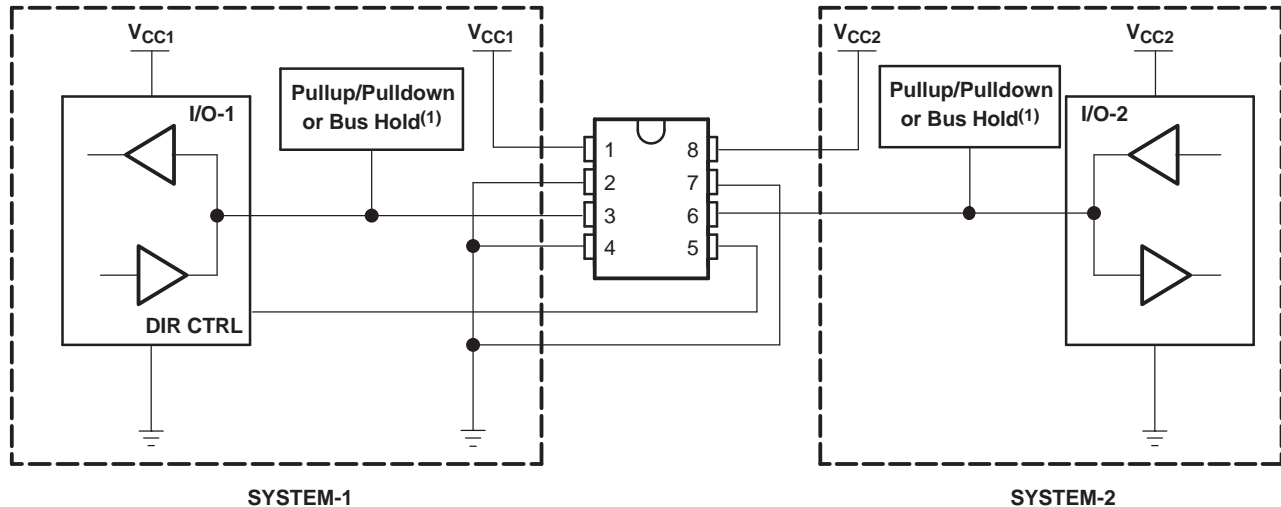 VCC1
VCC1
VCC2
VCC2
Pullup/Pulldown
or Bus Hold(1)
Pullup/Pulldown
or Bus Hold(1)
I/O-1
I/O-2
1
8
2
7
3
6
4
5
DIR CTRL
SYSTEM-1
SYSTEM-2